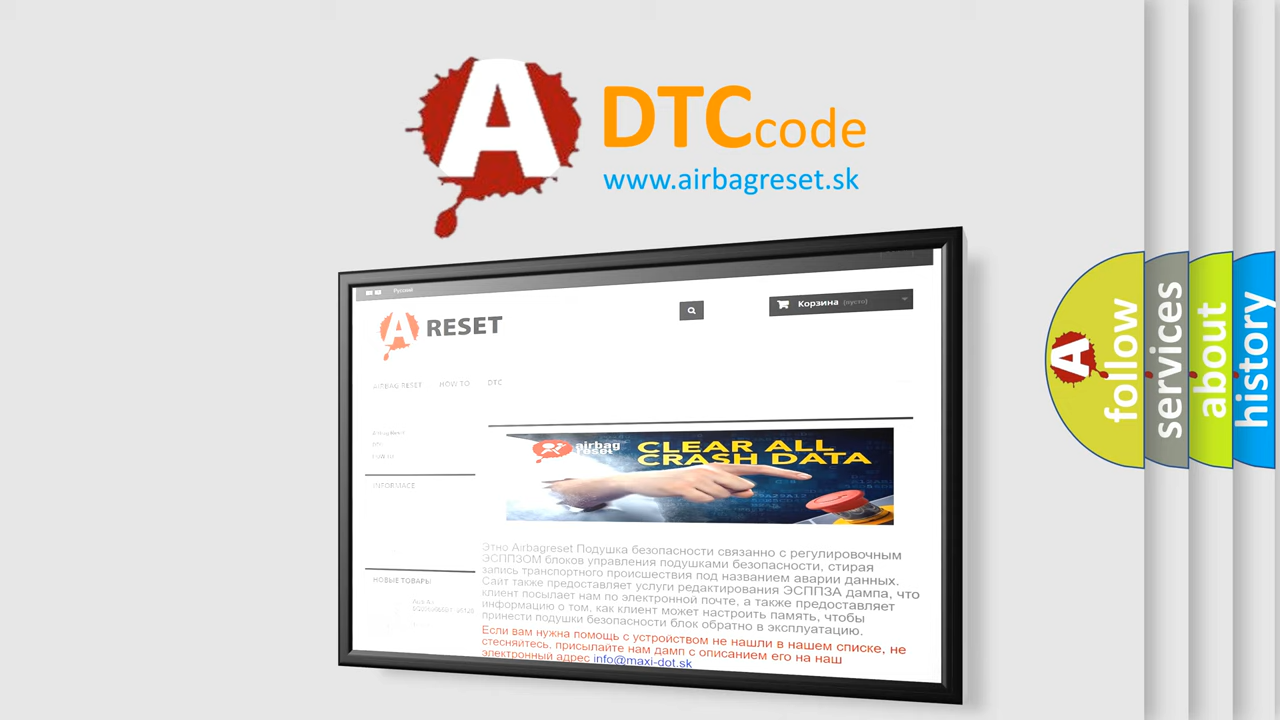 A DTC code
www.airbagreset.sk
Русский
Корзина (пусто)
A RESET
AIRBAG RESET HOW TO DTC
INFORMACE
НОВЫЕ ТОВАРЫ
airbag reset
CLEAR ALL
CRASH DATA
Этно Airbagreset Подушка безопасности связанно с регулировочным
ЭСППЗОМ блоков управления подушками безопасности, стирая
запись транспортного происшествия под названием аварии данных.
Сайт также предоставляет услуги редактирования ЭСППЗА дампа, что
клиент посылает нам по электронной почте, а также предоставляет
информацию о том, как клиент может настроить память, чтобы
принести подушки безопасности блок обратно в эксплуатацию.
Если вам нужна помощь с устройством не нашли в нашем списке, не
стесняйтесь, присылайте нам дамп с описанием его на наш
электронный адрес info@maxi-dot.sk
A follow
services
about
history